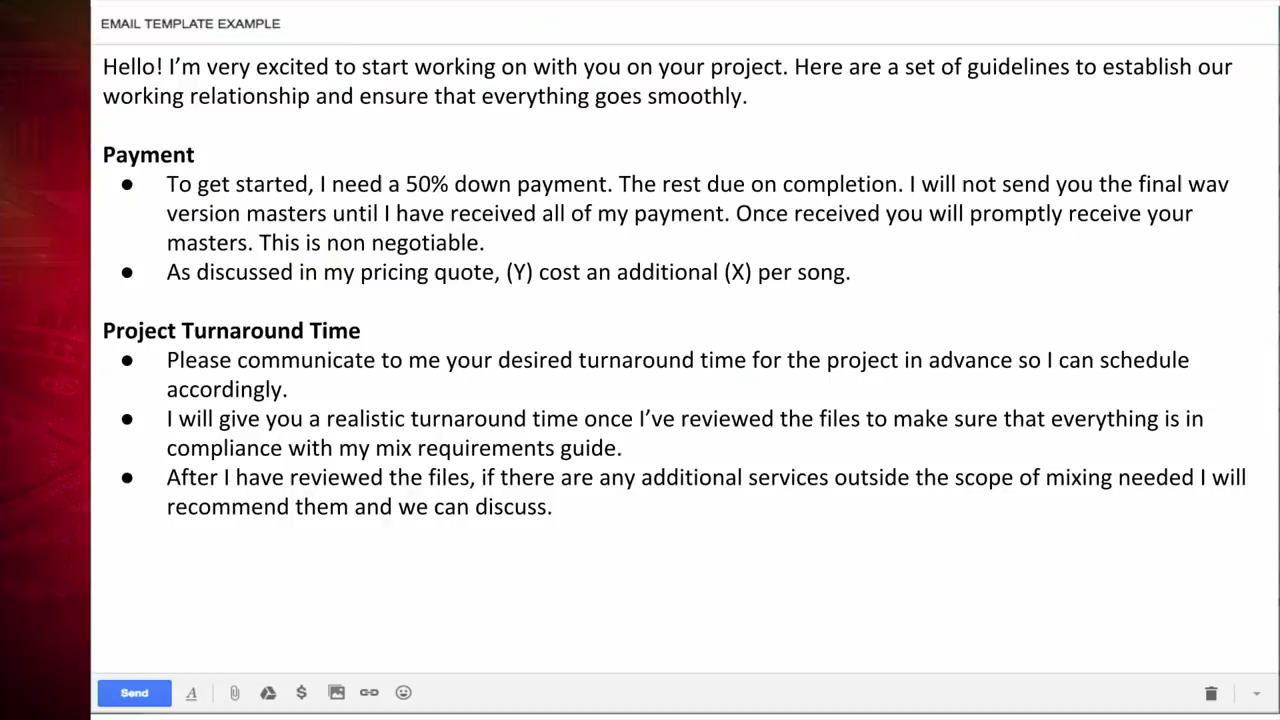 EMAIL TEMPLATE EXAMPLE
Hello! I’m very excited to start working on with you on your project. Here are a set of guidelines to establish our
working relationship and ensure that everything goes smoothly.
Payment
● To get started, I need a 50% down payment. The rest due on completion. I will not send you the final wav
version masters until I have received all of my payment. Once received you will promptly receive your
masters. This is non negotiable.
● As discussed in my pricing quote, (Y) cost an additional (X) per song.
Project Turnaround Time
● Please communicate to me your desired turnaround time for the project in advance so I can schedule
accordingly.
● I will give you a realistic turnaround time once I’ve reviewed the files to make sure that everything is in
compliance with my mix requirements guide.
● After I have reviewed the files, if there are any additional services outside the scope of mixing needed I will
recommend them and we can discuss.
Send